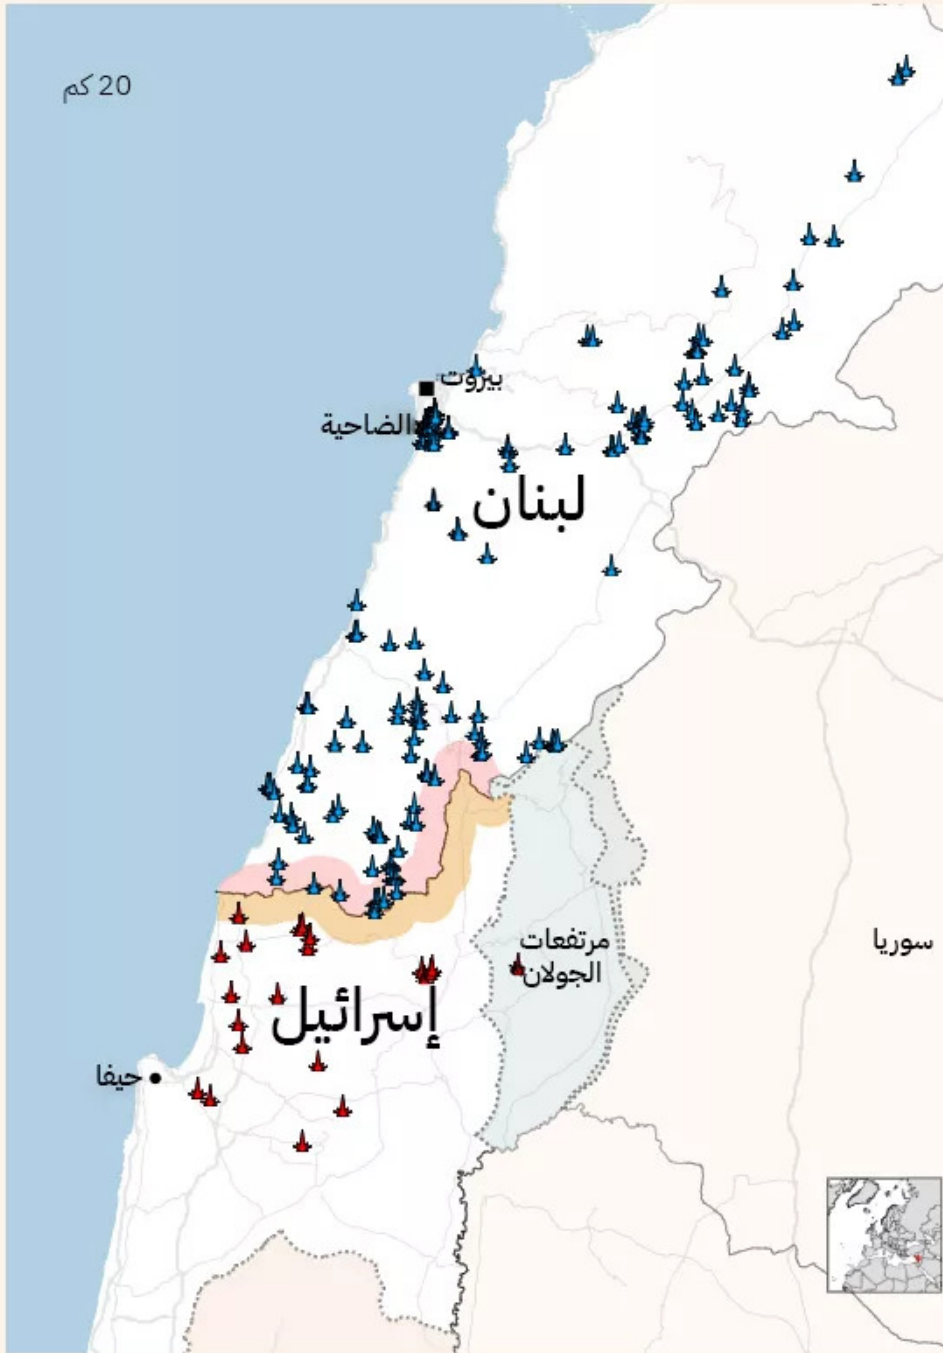 20 كم
بيروت
الضاحية
لبنان
مرتفعات
الجولان
سوريا
إسرائيل
حيفا